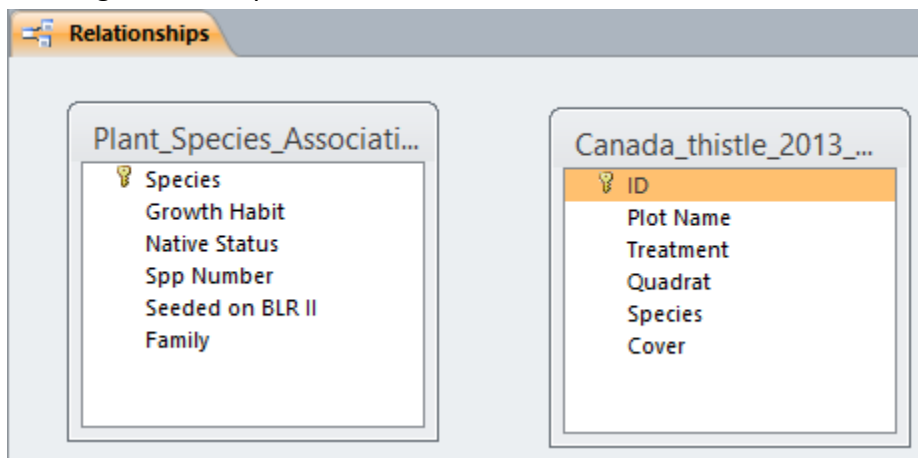 Relationships
Plant_Species_Associati...
Species
Growth Habit
Native Status
Spp Number
Seeded on BLR II
Family
Canada_thistle_2013_...
ID
Plot Name
Treatment
Quadrat
Species
Cover